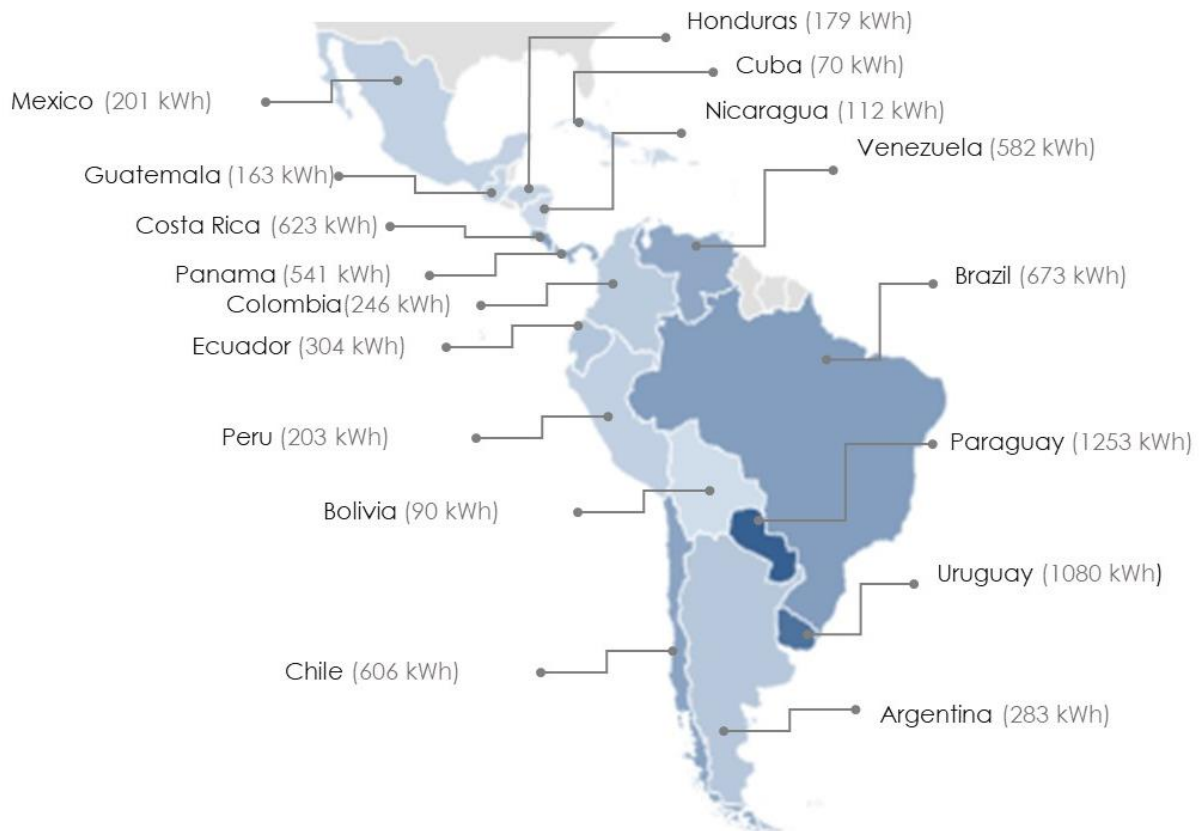 Honduras (179 kWh)
Cuba (70 kWh)
Mexico (201 kWh)
Nicaragua (112 kWh)
Venezuela (582 kWh)
Guatemala (163 kWh)
Costa Rica (623 kWh)
Panama (541 kWh)
Brazil (673 kWh)
Colombia(246 kWh)
Ecuador (304 kWh)
Peru (203 kWh)
Paraguay (1253 kWh)
Bolivia (90 kWh)
Uruguay (1080 kWh)
Chile (606 kWh)
Argentina (283 kWh)